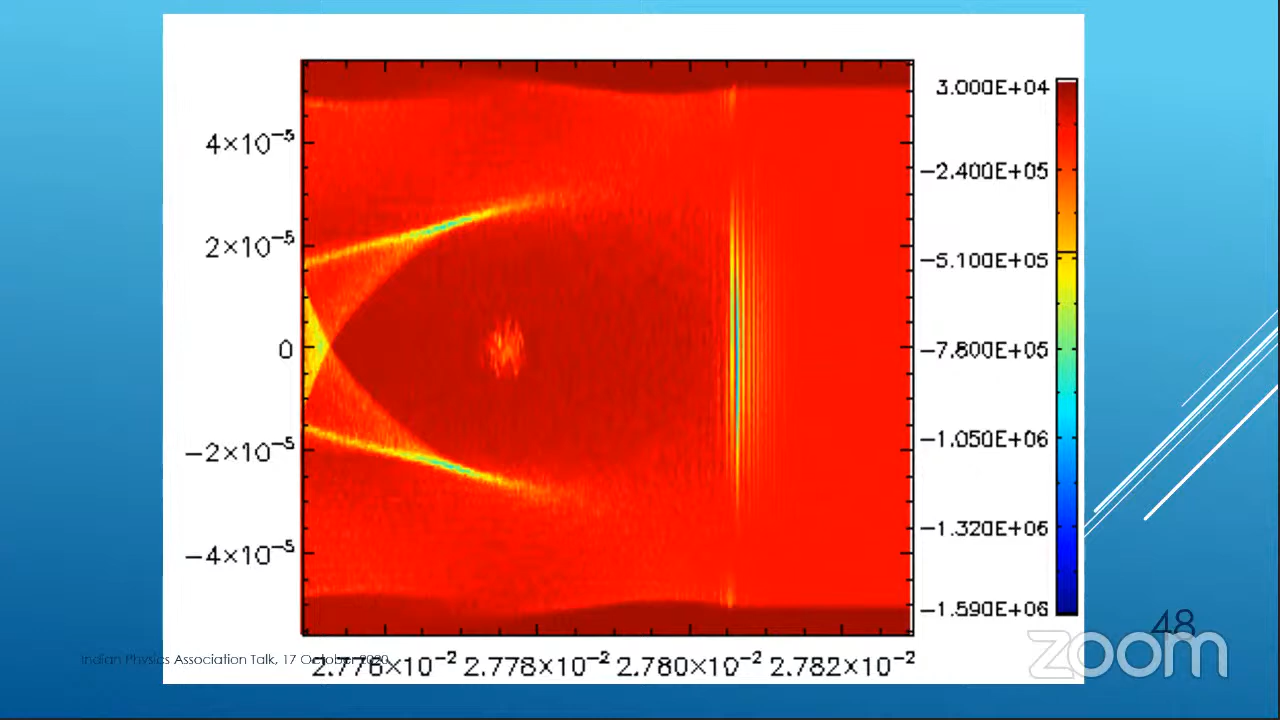 3.000E+04
4×10⁻⁵
−2.400E+05
2×10⁻⁵
−5.100E+05
0
−7.800E+05
−2×10⁻⁵
−1.050E+06
−4×10⁻⁵
−1.320E+06
−1.590E+06
48
Indian Physics Association Talk, 17 October 2020
2.776×10⁻² 2.778×10⁻² 2.780×10⁻² 2.782×10⁻²
zoom